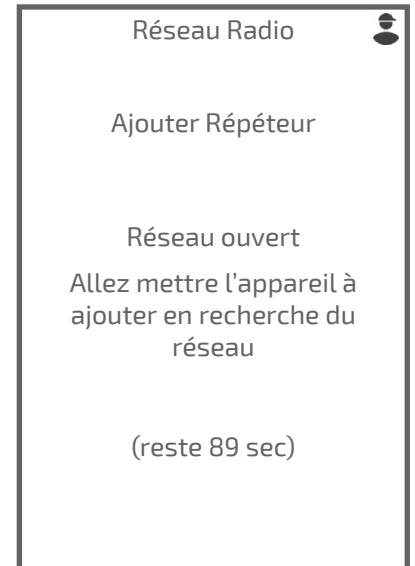 Réseau Radio
Ajouter Répéteur
Réseau ouvert
Allez mettre l’appareil à
ajouter en recherche du
réseau
(reste 89 sec)